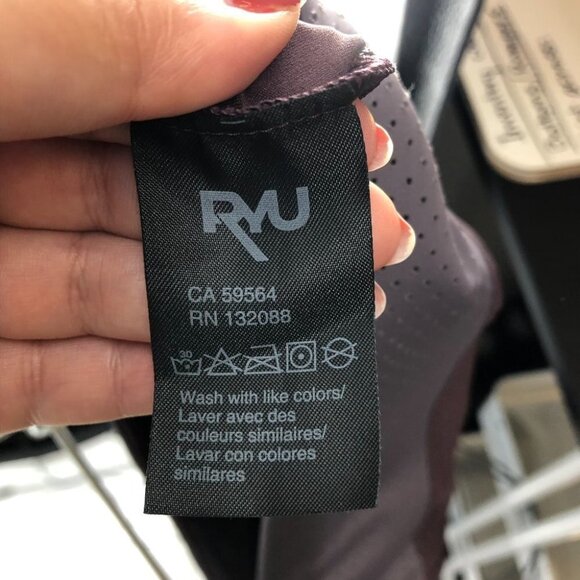 RYU
CA 59564
RN 132088
30
Wash with like colors/
Laver avec des
couleurs similaires/
Lavar con colores
similares